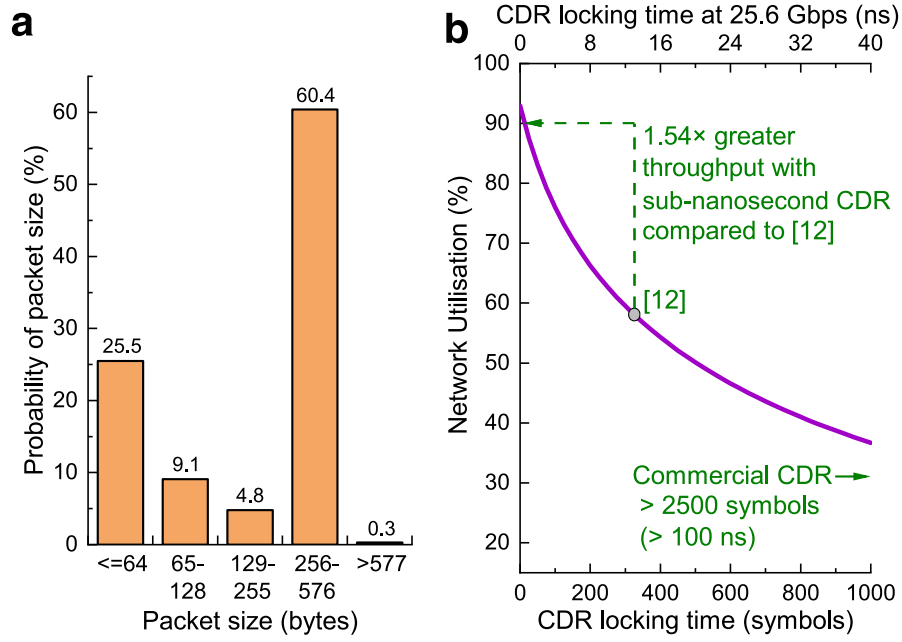 a
Probability of packet size (%)
60
50
40
30
20
10
0
25.5
9.1
4.8
60.4
0.3
<=64
65-
128
129-
255
256-
576
>577
Packet size (bytes)
b
CDR locking time at 25.6 Gbps (ns)
0 8 16 24 32 40
Network Utilisation (%)
100
90
80
70
60
50
40
30
20
1.54× greater
throughput with
sub-nanosecond CDR
compared to [12]
[12]
Commercial CDR
> 2500 symbols
(> 100 ns)
0 200 400 600 800 1000
CDR locking time (symbols)